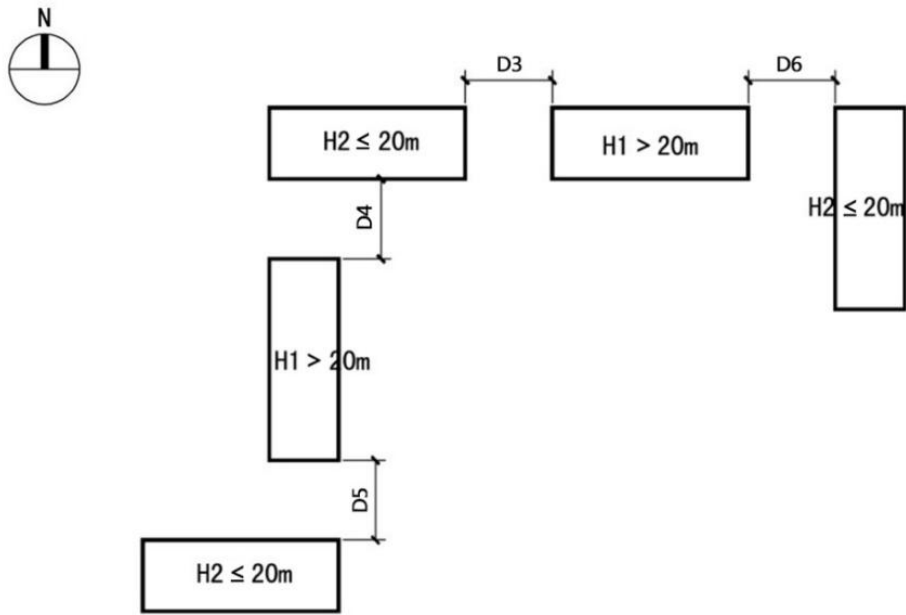 N
D3
D6
H2 ≤ 20m
H1 > 20m
H2 ≤ 20m
D4
H1 > 20m
D5
H2 ≤ 20m